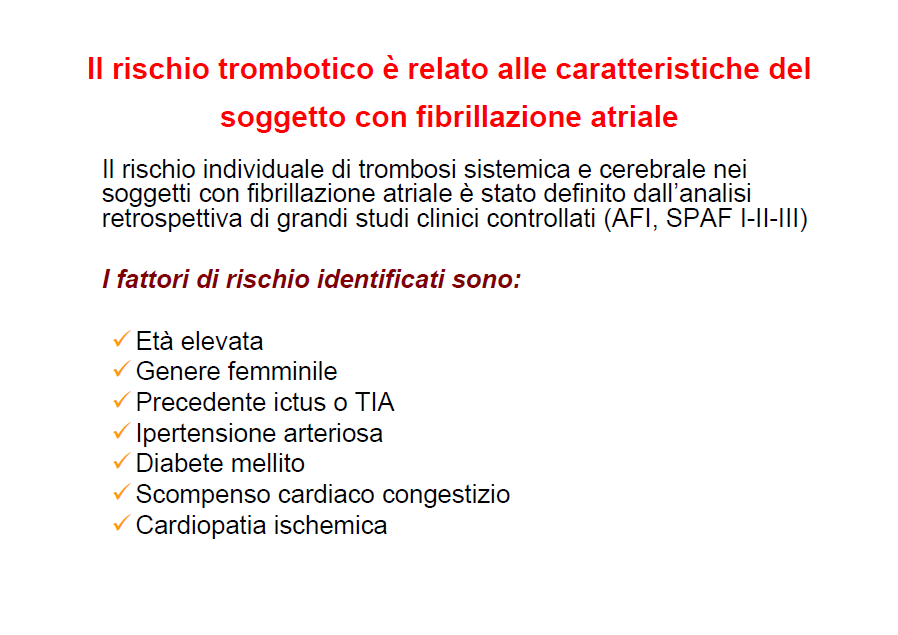 Il rischio trombotico è relato alle caratteristiche del
soggetto con fibrillazione atriale
Il rischio individuale di trombosi sistemica e cerebrale nei
soggetti con fibrillazione atriale è stato definito dall'analisi
retrospettiva di grandi studi clinici controllati (AFI, SPAF I-II-III)
I fattori di rischio identificati sono:
✓ Età elevata
✓ Genere femminile
✓ Precedente ictus o TIA
✓ Ipertensione arteriosa
✓ Diabete mellito
✓ Scompenso cardiaco congestizio
✓ Cardiopatia ischemica